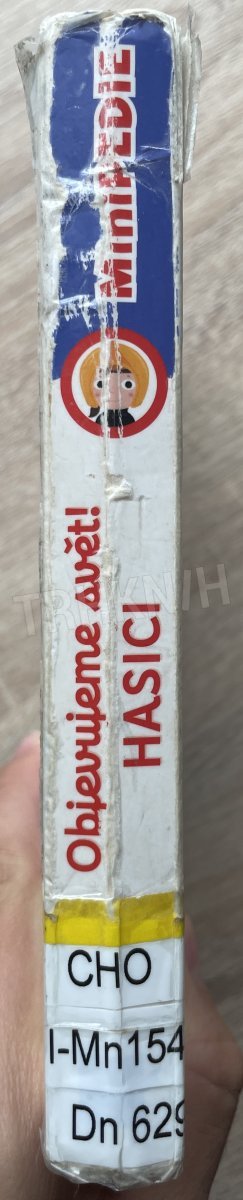 MiniPEDIE
Objevujeme svět!
HASIČI
CHO
I-Mn154
Dn 629